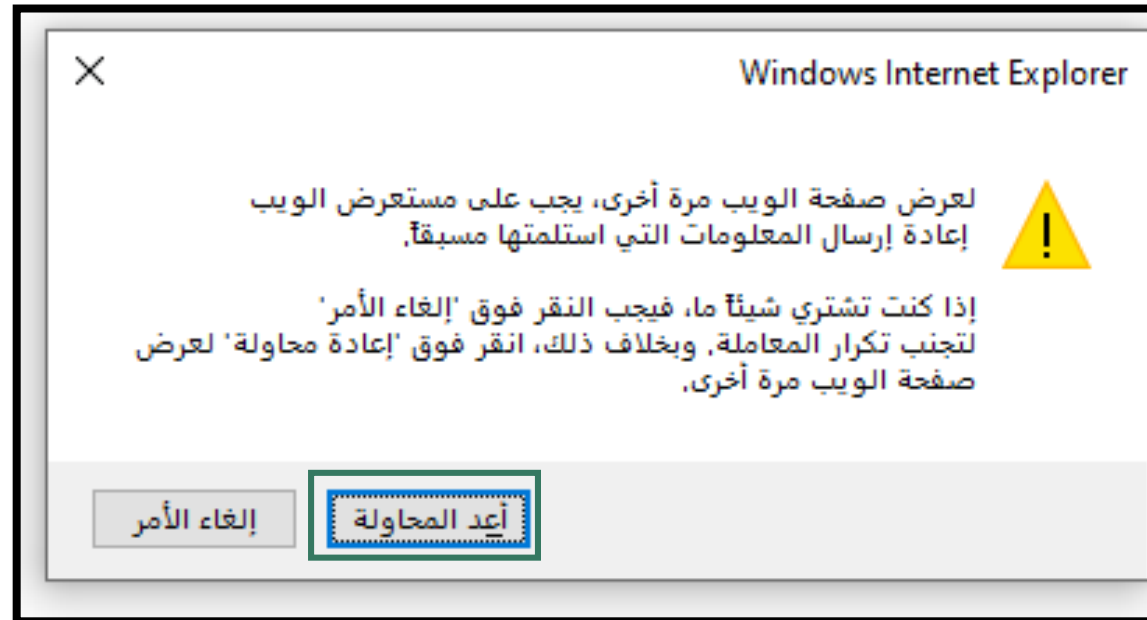 Windows Internet Explorer
لعرض صفحة الويب مرة أخرى، يجب على مستعرض الويب
إعادة إرسال المعلومات التي استلمتها مسبقاً.
إذا كنت تشتري شيئاً ما، فيجب النقر فوق 'إلغاء الأمر'
لتجنب تكرار المعاملة. وبخلاف ذلك، انقر فوق 'إعادة محاولة' لعرض
صفحة الويب مرة أخرى.
أعد المحاولة
إلغاء الأمر